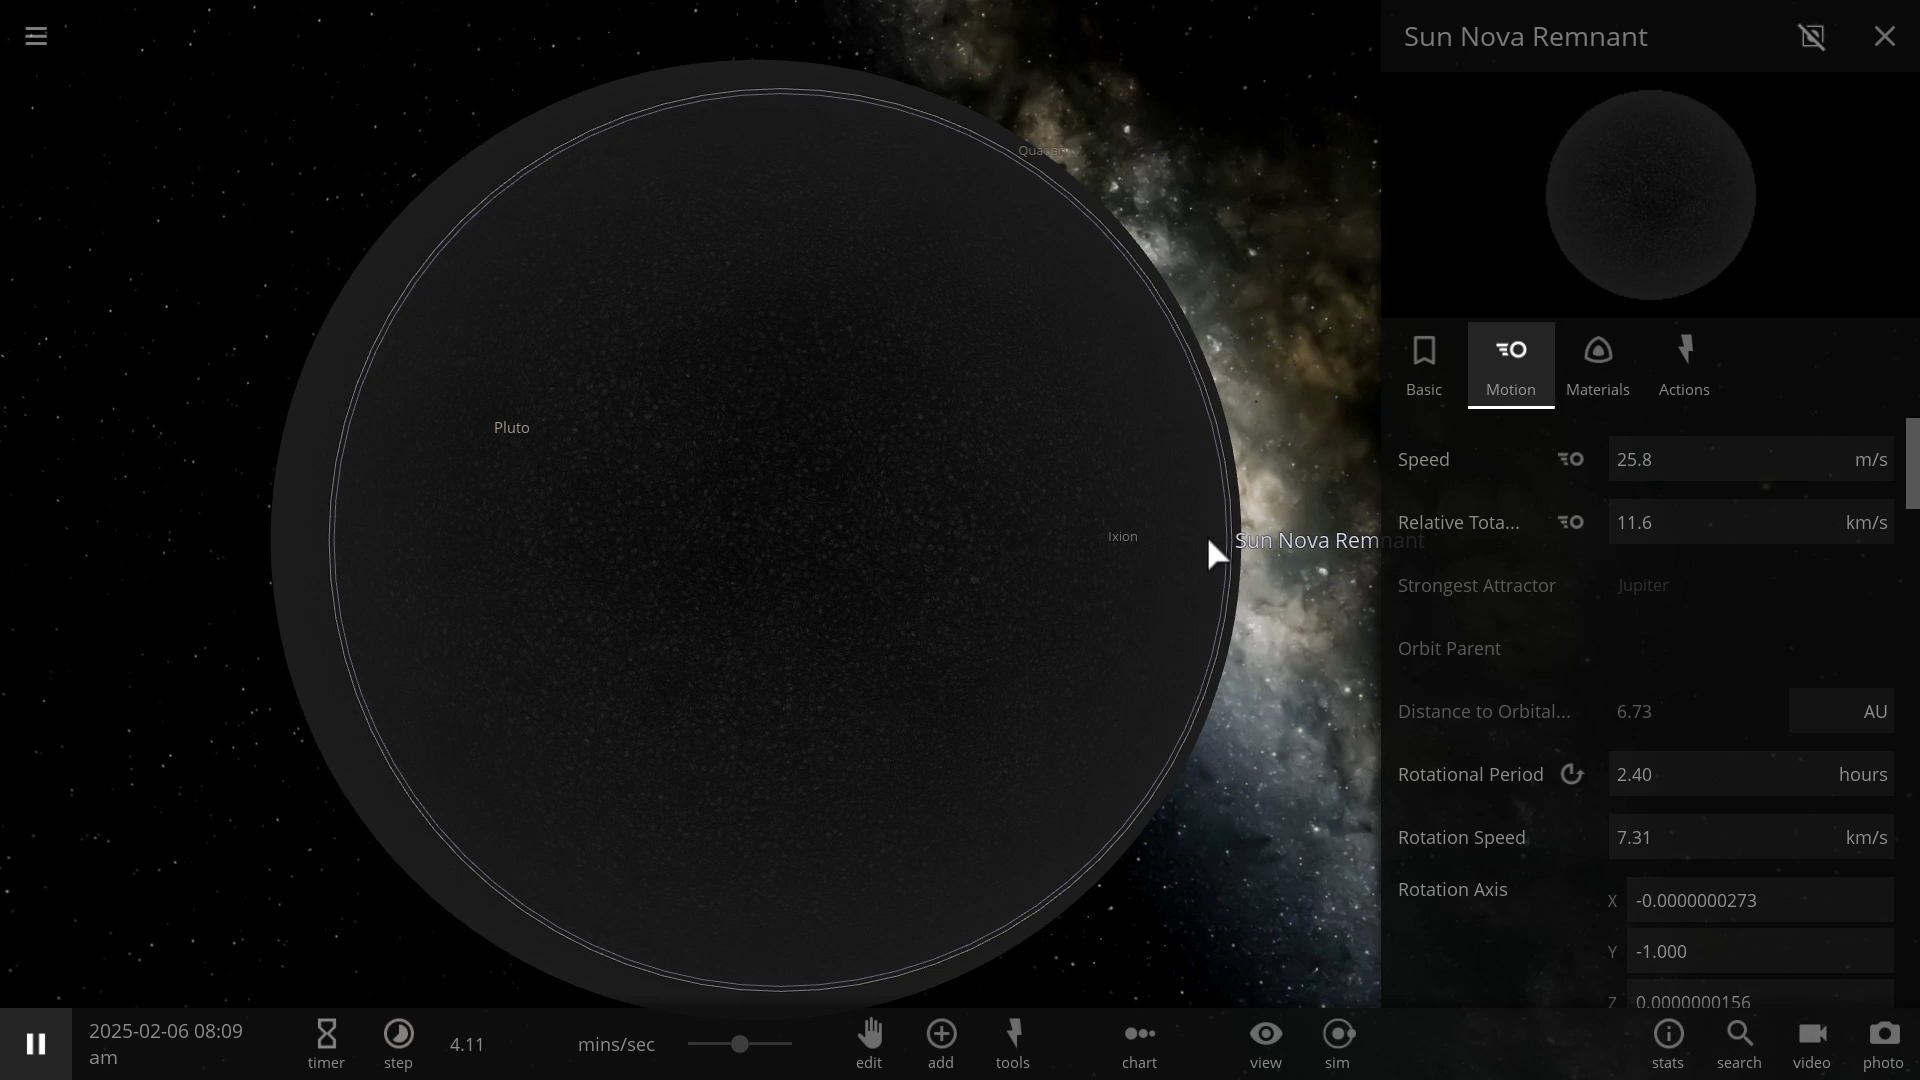 Sun Nova Remnant
Quaoar
Pluto
Ixion
Sun Nova Remnant
Basic
Motion
Materials
Actions
Speed 25.8 m/s
Relative Tota... 11.6 km/s
Strongest Attractor Jupiter
Orbit Parent
Distance to Orbital... 6.73 AU
Rotational Period 2.40 hours
Rotation Speed 7.31 km/s
Rotation Axis
X -0.0000000273
Y -1.000
Z 0.0000000156
2025-02-06 08:09
am
timer
step
4.11 mins/sec
edit
add
tools
chart
view
sim
stats
search
video
photo